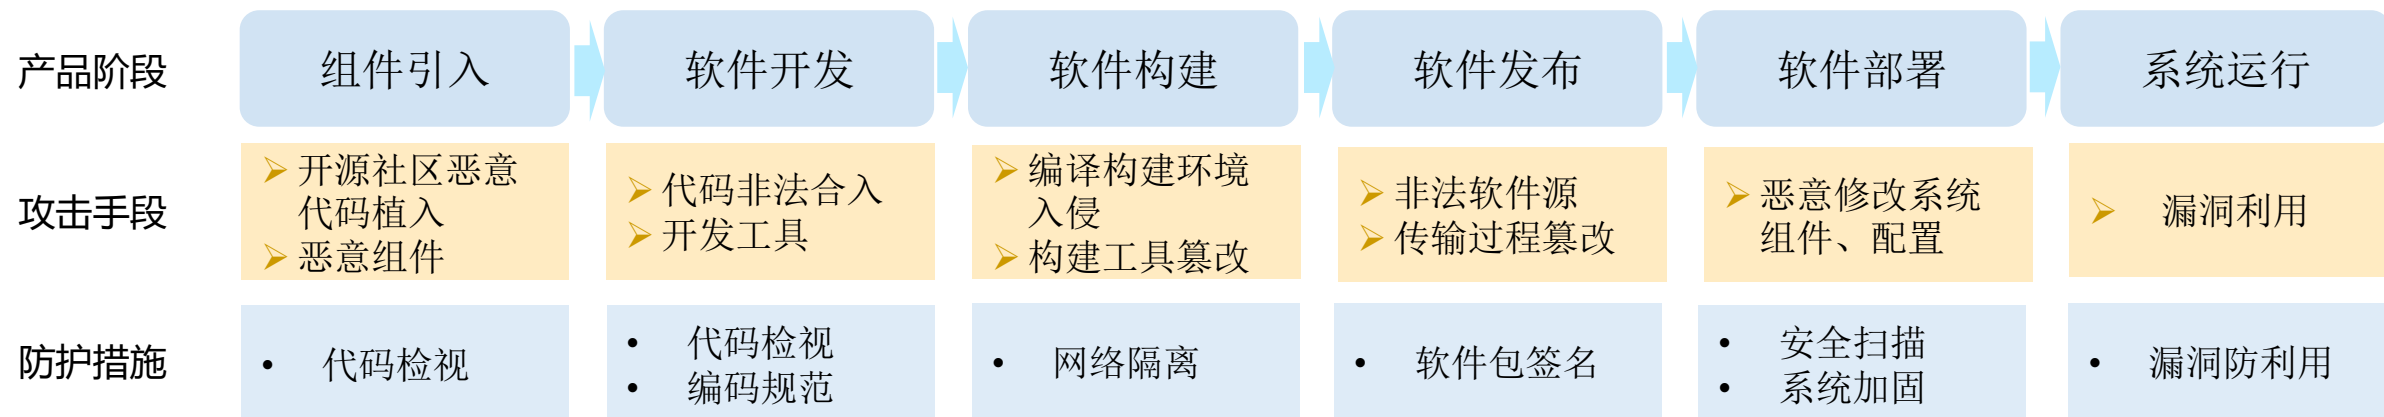 产品阶段
组件引入
软件开发
软件构建
软件发布
软件部署
系统运行
攻击手段
开源社区恶意
代码植入
恶意组件
代码非法合入
开发工具
编译构建环境
入侵
构建工具篡改
非法软件源
传输过程篡改
恶意修改系统
组件、配置
漏洞利用
防护措施
代码检视
代码检视
编码规范
网络隔离
软件包签名
安全扫描
系统加固
漏洞防利用